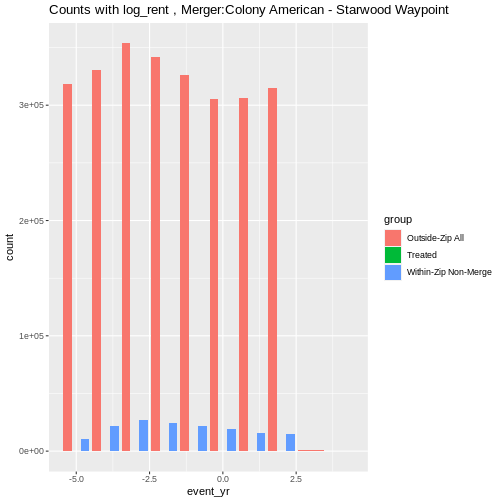 Counts with log_rent , Merger:Colony American - Starwood Waypoint
count
3e+05
2e+05
1e+05
0e+00
-5.0 -2.5 0.0 2.5
event_yr
group
Outside-Zip All
Treated
Within-Zip Non-Merge